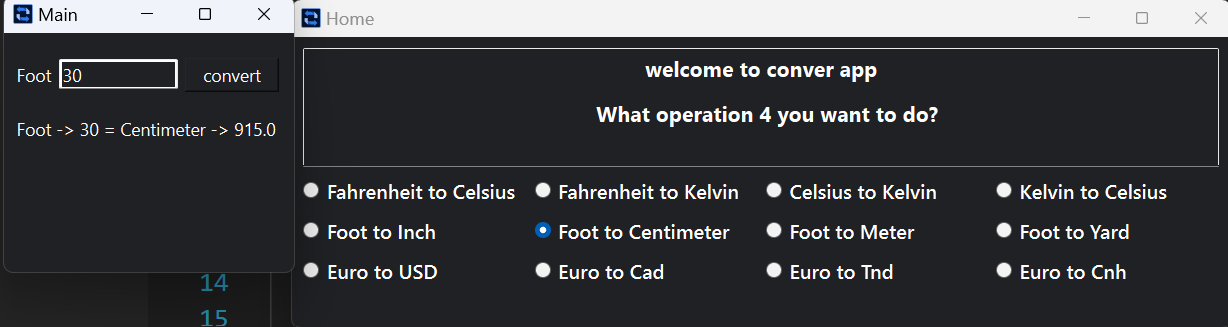 Main
Foot 30 convert
Foot -> 30 = Centimeter -> 915.0
Home
welcome to conver app
What operation 4 you want to do?
Fahrenheit to Celsius Fahrenheit to Kelvin Celsius to Kelvin Kelvin to Celsius
Foot to Inch Foot to Centimeter Foot to Meter Foot to Yard
Euro to USD Euro to Cad Euro to Tnd Euro to Cnh
14
15